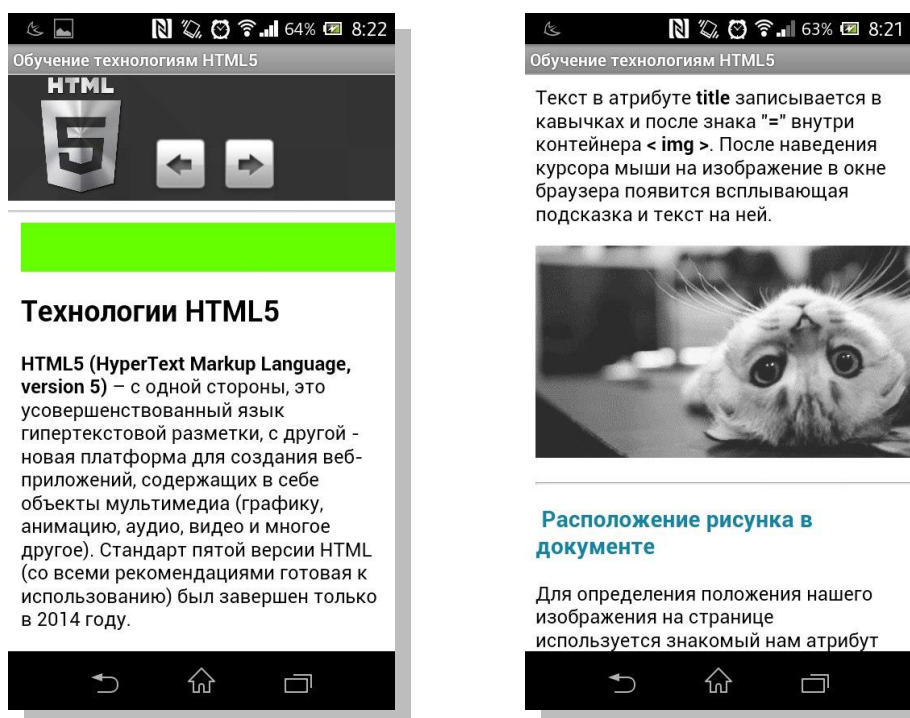 64% 8:22
Обучение технологиям HTML5
HTML
5
Технологии HTML5
HTML5 (HyperText Markup Language,
version 5) – с одной стороны, это
усовершенствованный язык
гипертекстовой разметки, с другой -
новая платформа для создания веб-
приложений, содержащих в себе
объекты мультимедиа (графику,
анимацию, аудио, видео и многое
другое). Стандарт пятой версии HTML
(со всеми рекомендациями готовая к
использованию) был завершен только
в 2014 году.
63% 8:21
Обучение технологиям HTML5
Текст в атрибуте title записывается в
кавычках и после знака "=" внутри
контейнера < img >. После наведения
курсора мыши на изображение в окне
браузера появится всплывающая
подсказка и текст на ней.
Расположение рисунка в
документе
Для определения положения нашего
изображения на странице
используется знакомый нам атрибут